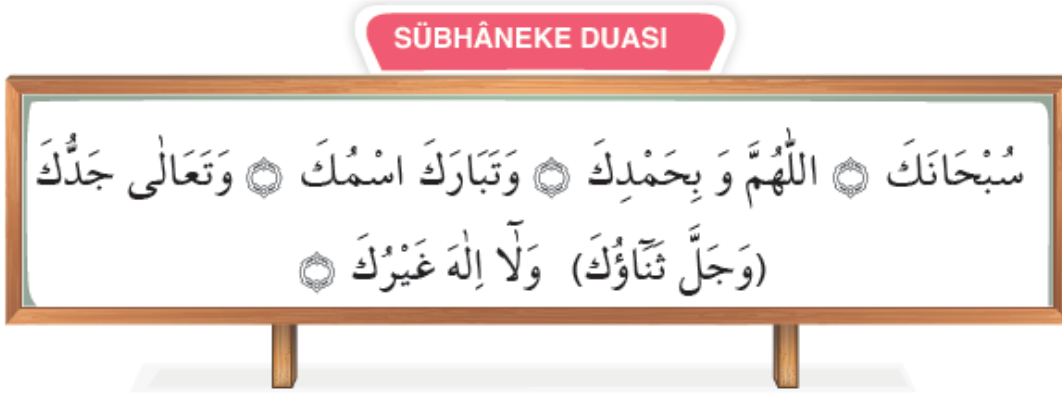 SÜBHÂNEKE DUASI
سُبْحَانَكَ ۝ اللّٰهُمَّ وَ بِحَمْدِكَ ۝ وَتَبَارَكَ اسْمُكَ ۝ وَتَعَالٰى جَدُّكَ
(وَجَلَّ ثَنَٓاؤُكَ) وَلَٓا اِلٰهَ غَيْرُكَ ۝